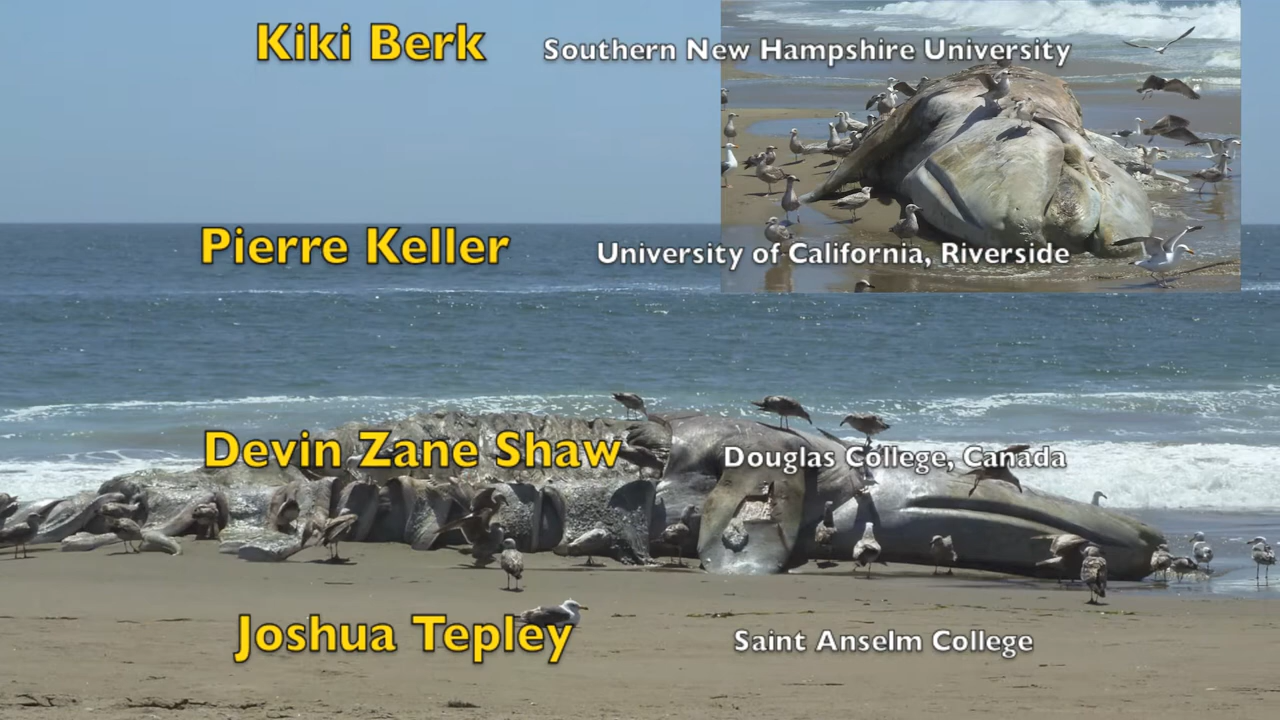 Kiki Berk Southern New Hampshire University
Pierre Keller University of California, Riverside
Devin Zane Shaw Douglas College, Canada
Joshua Tepley Saint Anselm College